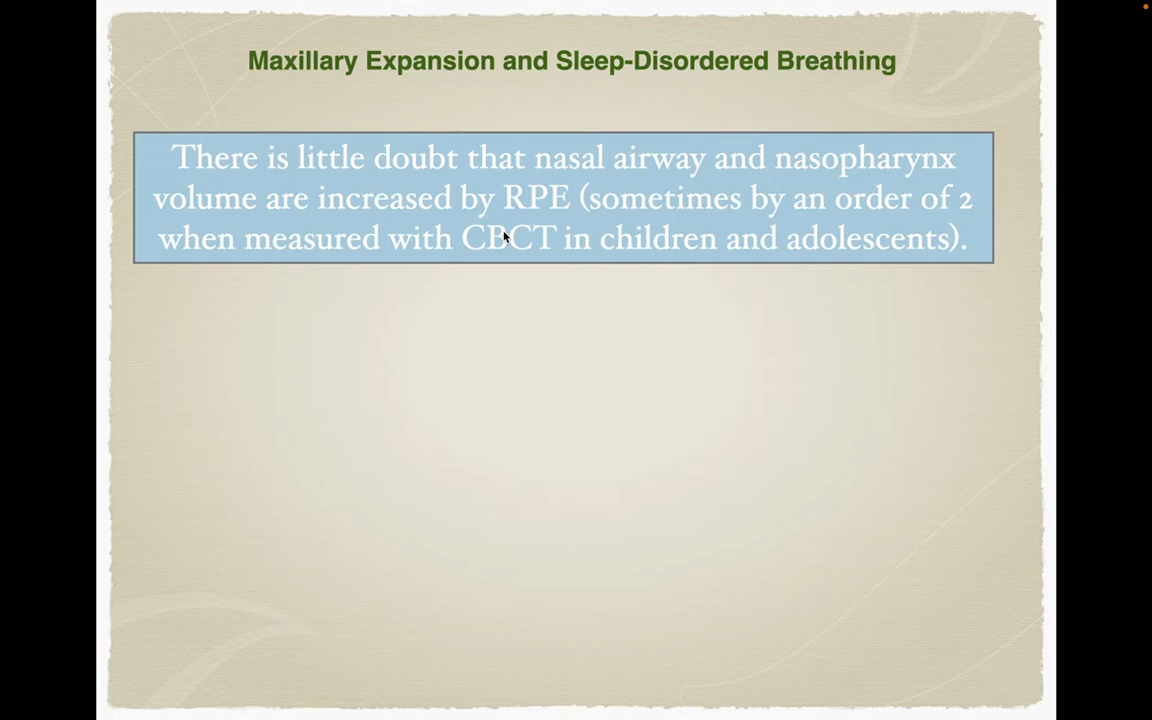 Maxillary Expansion and Sleep-Disordered Breathing
There is little doubt that nasal airway and nasopharynx
volume are increased by RPE (sometimes by an order of 2
when measured with CBCT in children and adolescents).